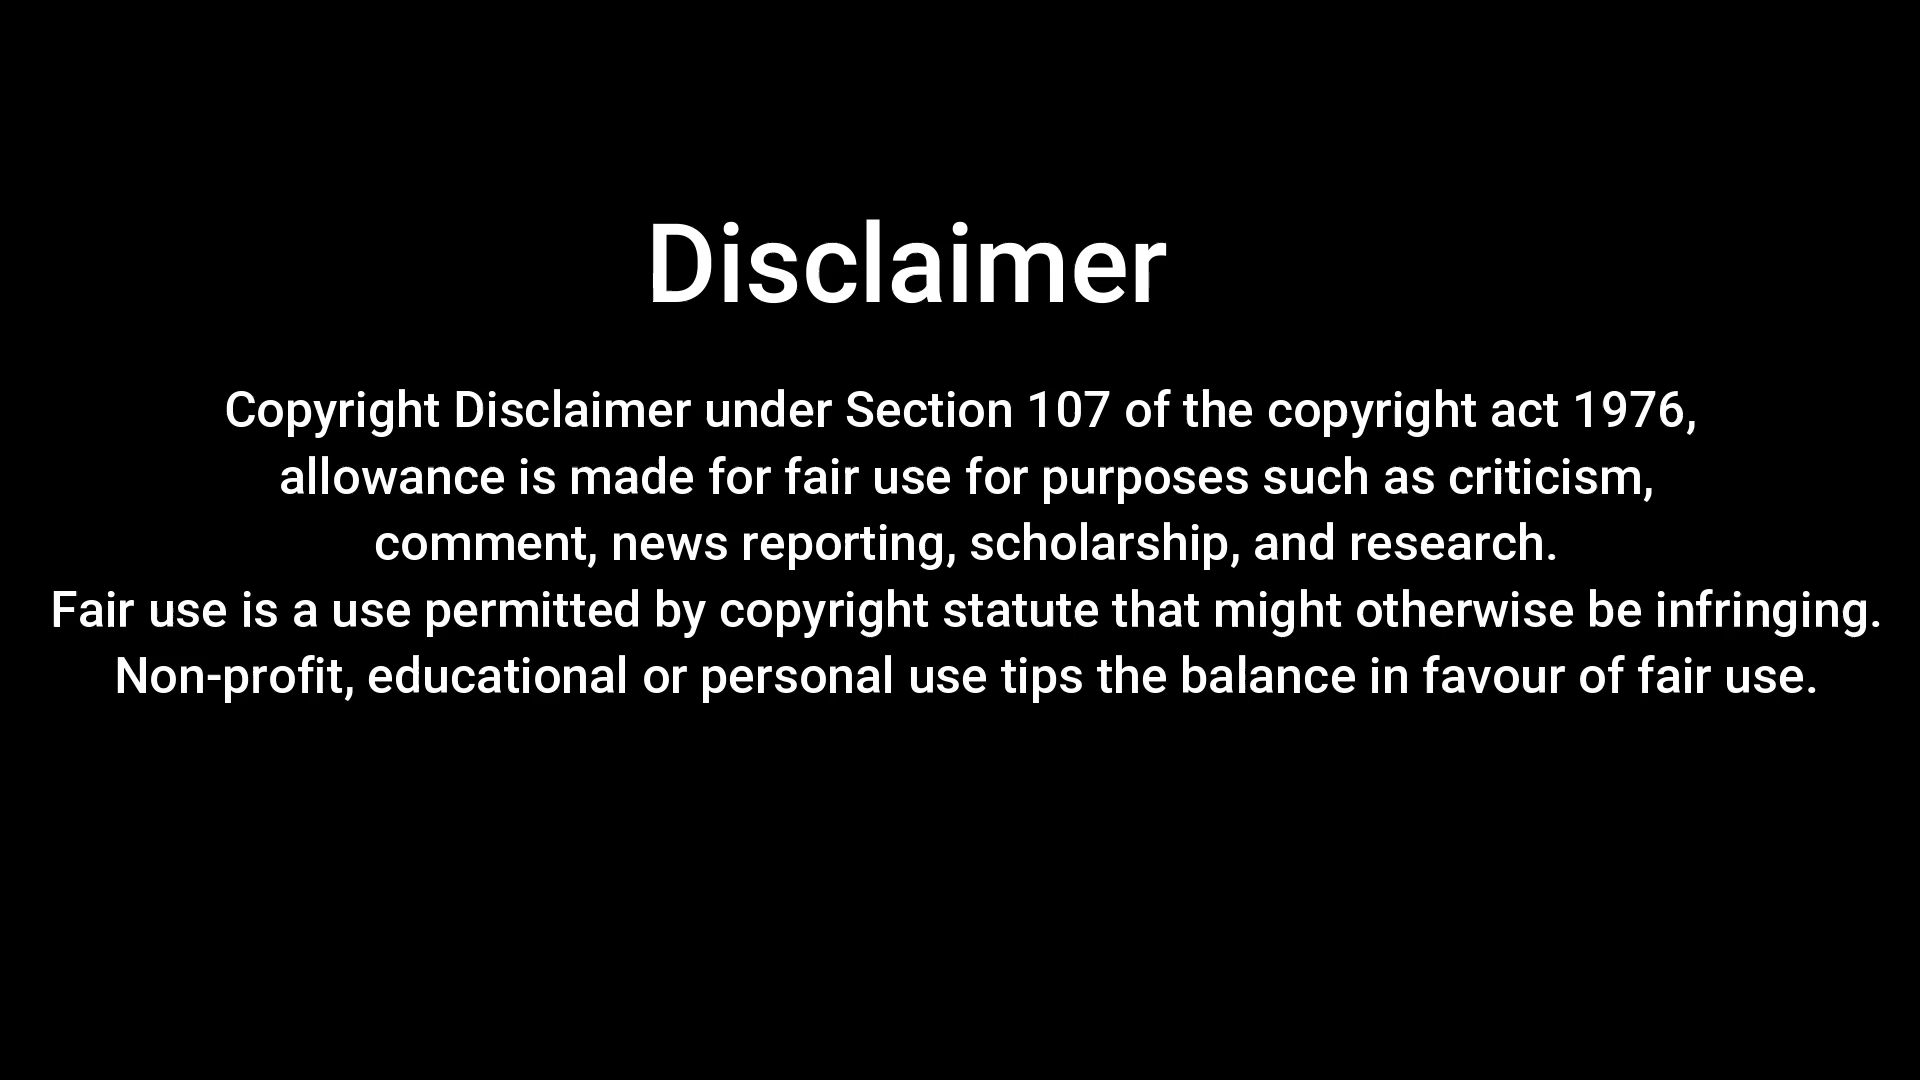 Disclaimer
Copyright Disclaimer under Section 107 of the copyright act 1976,
allowance is made for fair use for purposes such as criticism,
comment, news reporting, scholarship, and research.
Fair use is a use permitted by copyright statute that might otherwise be infringing.
Non-profit, educational or personal use tips the balance in favour of fair use.